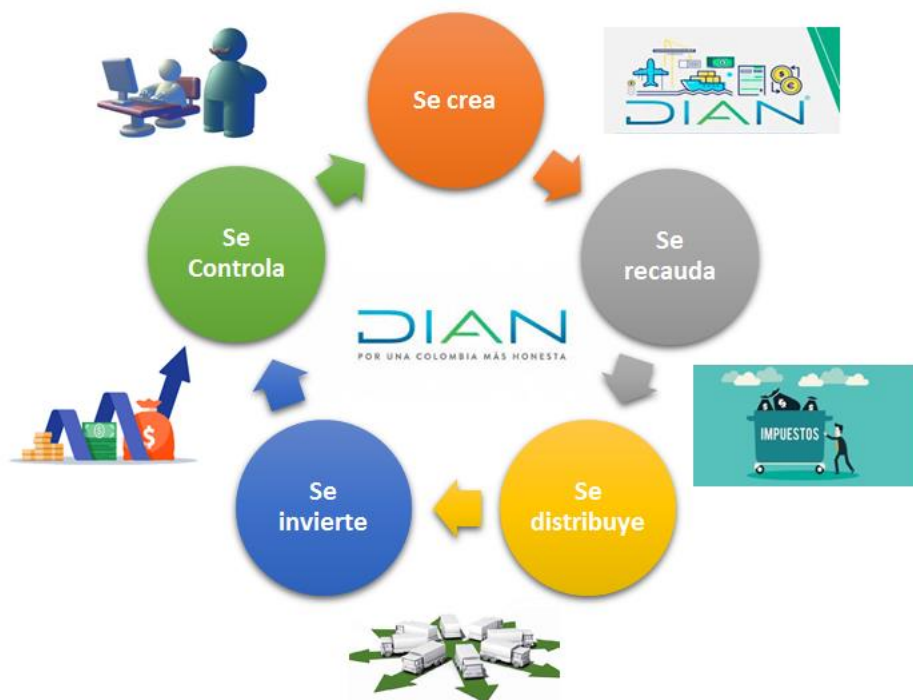 Se crea
DIAN
Se
recauda
IMPUESTOS
Se
distribuye
Se
invierte
Se
Controla
DIAN
POR UNA COLOMBIA MÁS HONESTA